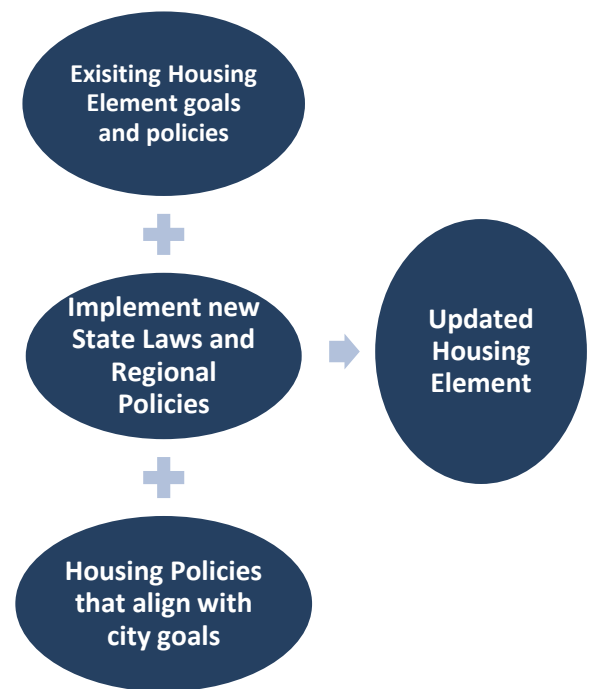 Exisiting Housing
Element goals
and policies
Implement new
State Laws and
Regional
Policies
Updated
Housing
Element
Housing Policies
that align with
city goals